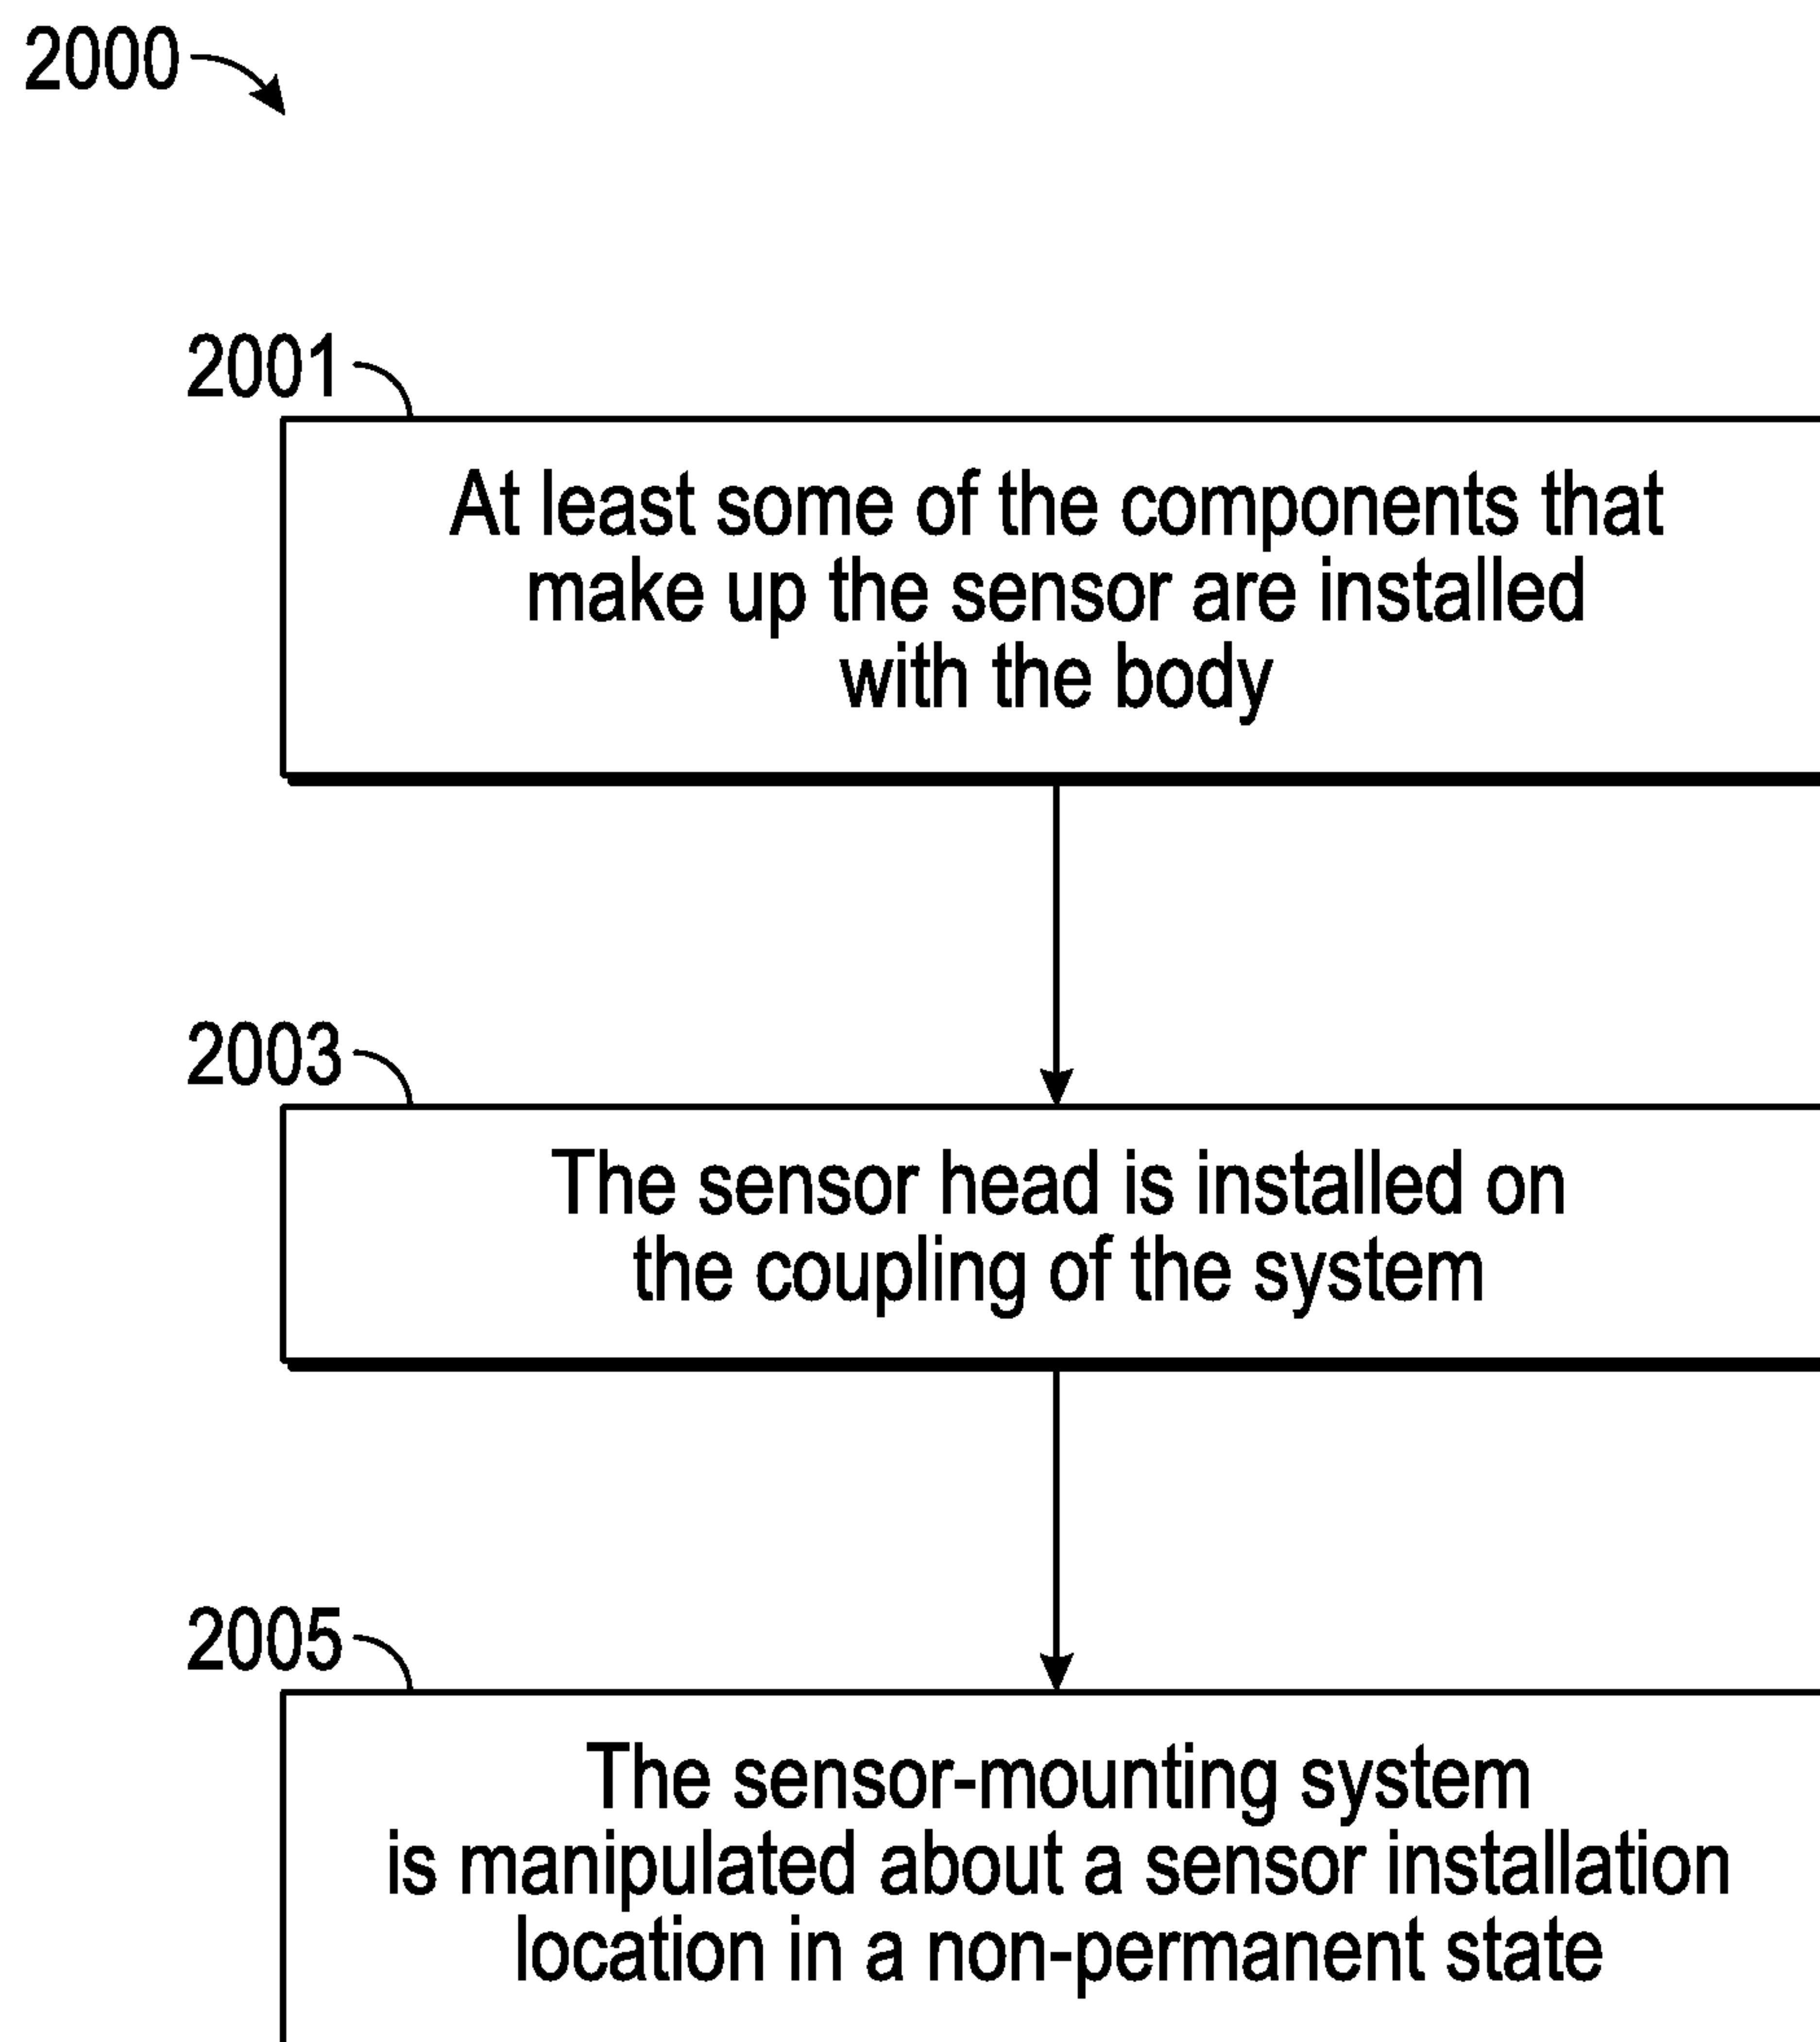 2000
2001
At least some of the components that
make up the sensor are installed
with the body
2003
The sensor head is installed on
the coupling of the system
2005
The sensor-mounting system
is manipulated about a sensor installation
location in a non-permanent state